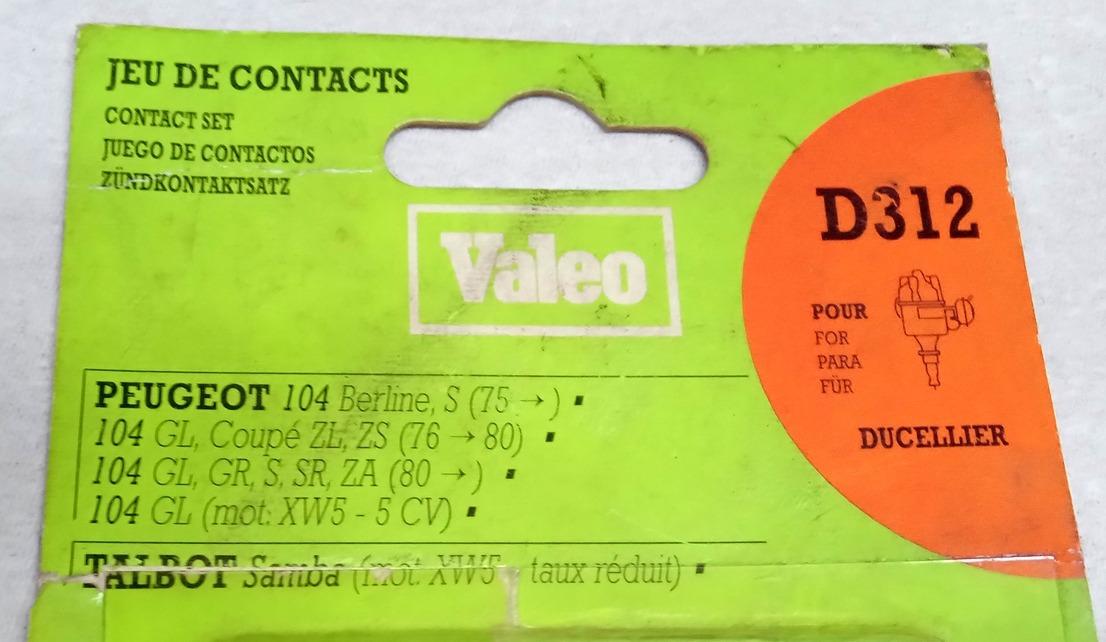 JEU DE CONTACTS
CONTACT SET
JUEGO DE CONTACTOS
ZÜNDKONTAKTSATZ
Valeo
D312
POUR
FOR
PARA
FÜR
DUCELLIER
PEUGEOT 104 Berline, S (75 → ) ▪
104 GL, Coupé ZL, ZS (76 → 80) ▪
104 GL, GR, S, SR, ZA (80 → ) ▪
104 GL (mot: XW5 - 5 CV) ▪
TALBOT Samba (mot: XW5 taux réduit) ▪